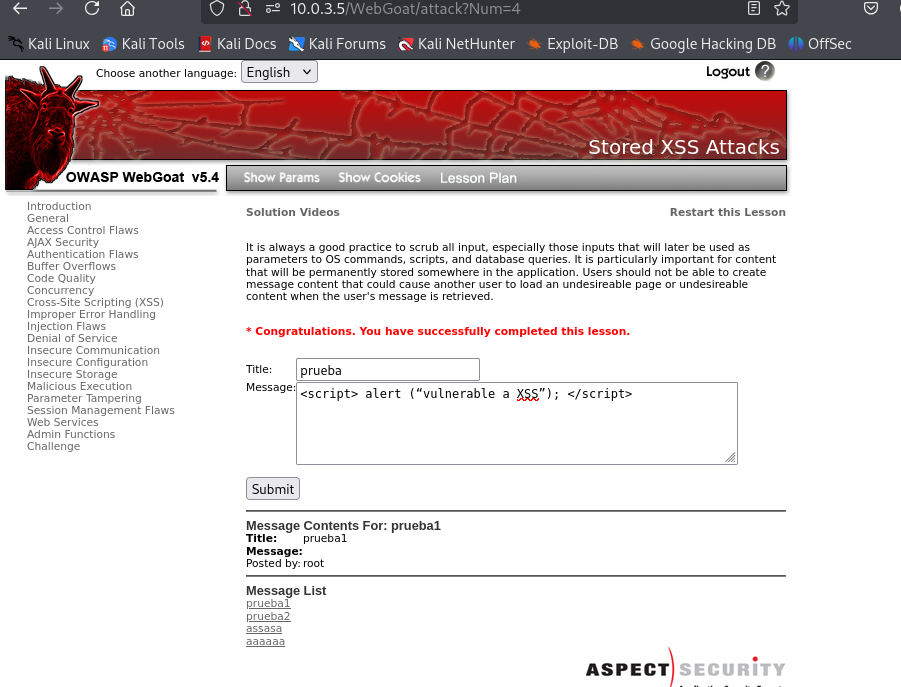 10.0.3.5/WebGoat/attack?Num=4
Kali Linux Kali Tools Kali Docs Kali Forums Kali NetHunter Exploit-DB Google Hacking DB OffSec
Choose another language: English Logout ?
Stored XSS Attacks
OWASP WebGoat v5.4 Show Params Show Cookies Lesson Plan
Introduction
General
Access Control Flaws
AJAX Security
Authentication Flaws
Buffer Overflows
Code Quality
Concurrency
Cross-Site Scripting (XSS)
Improper Error Handling
Injection Flaws
Denial of Service
Insecure Communication
Insecure Configuration
Insecure Storage
Malicious Execution
Parameter Tampering
Session Management Flaws
Web Services
Admin Functions
Challenge
Solution Videos Restart this Lesson
It is always a good practice to scrub all input, especially those inputs that will later be used as
parameters to OS commands, scripts, and database queries. It is particularly important for content
that will be permanently stored somewhere in the application. Users should not be able to create
message content that could cause another user to load an undesireable page or undesireable
content when the user's message is retrieved.
* Congratulations. You have successfully completed this lesson.
Title: prueba
Message: <script> alert (“vulnerable a XSS”); </script>
Submit
Message Contents For: prueba1
Title: prueba1
Message:
Posted by: root
Message List
prueba1
prueba2
assasa
aaaaaa
ASPECT SECURITY